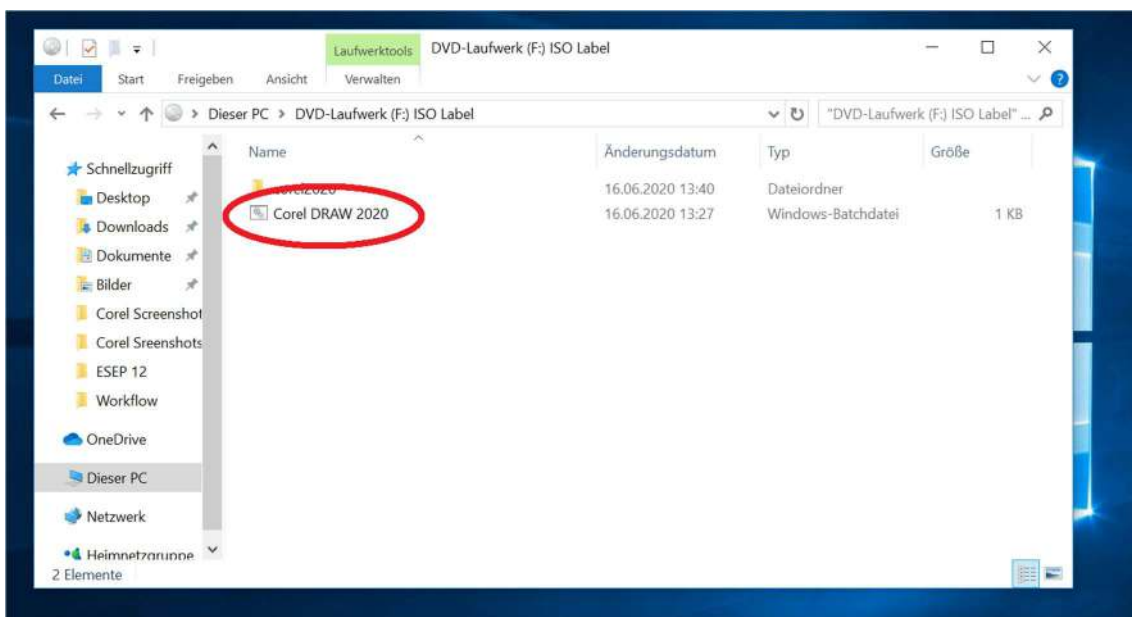 Laufwerktools DVD-Laufwerk (F:) ISO Label
Datei Start Freigeben Ansicht Verwalten
Dieser PC > DVD-Laufwerk (F:) ISO Label "DVD-Laufwerk (F:) ISO Label" ...
Name Änderungsdatum Typ Größe
corel2020 16.06.2020 13:40 Dateiordner
Corel DRAW 2020 16.06.2020 13:27 Windows-Batchdatei 1 KB
Schnellzugriff
Desktop
Downloads
Dokumente
Bilder
Corel Screenshot
Corel Sreenshots
ESEP 12
Workflow
OneDrive
Dieser PC
Netzwerk
Heimnetzgruppe
2 Elemente